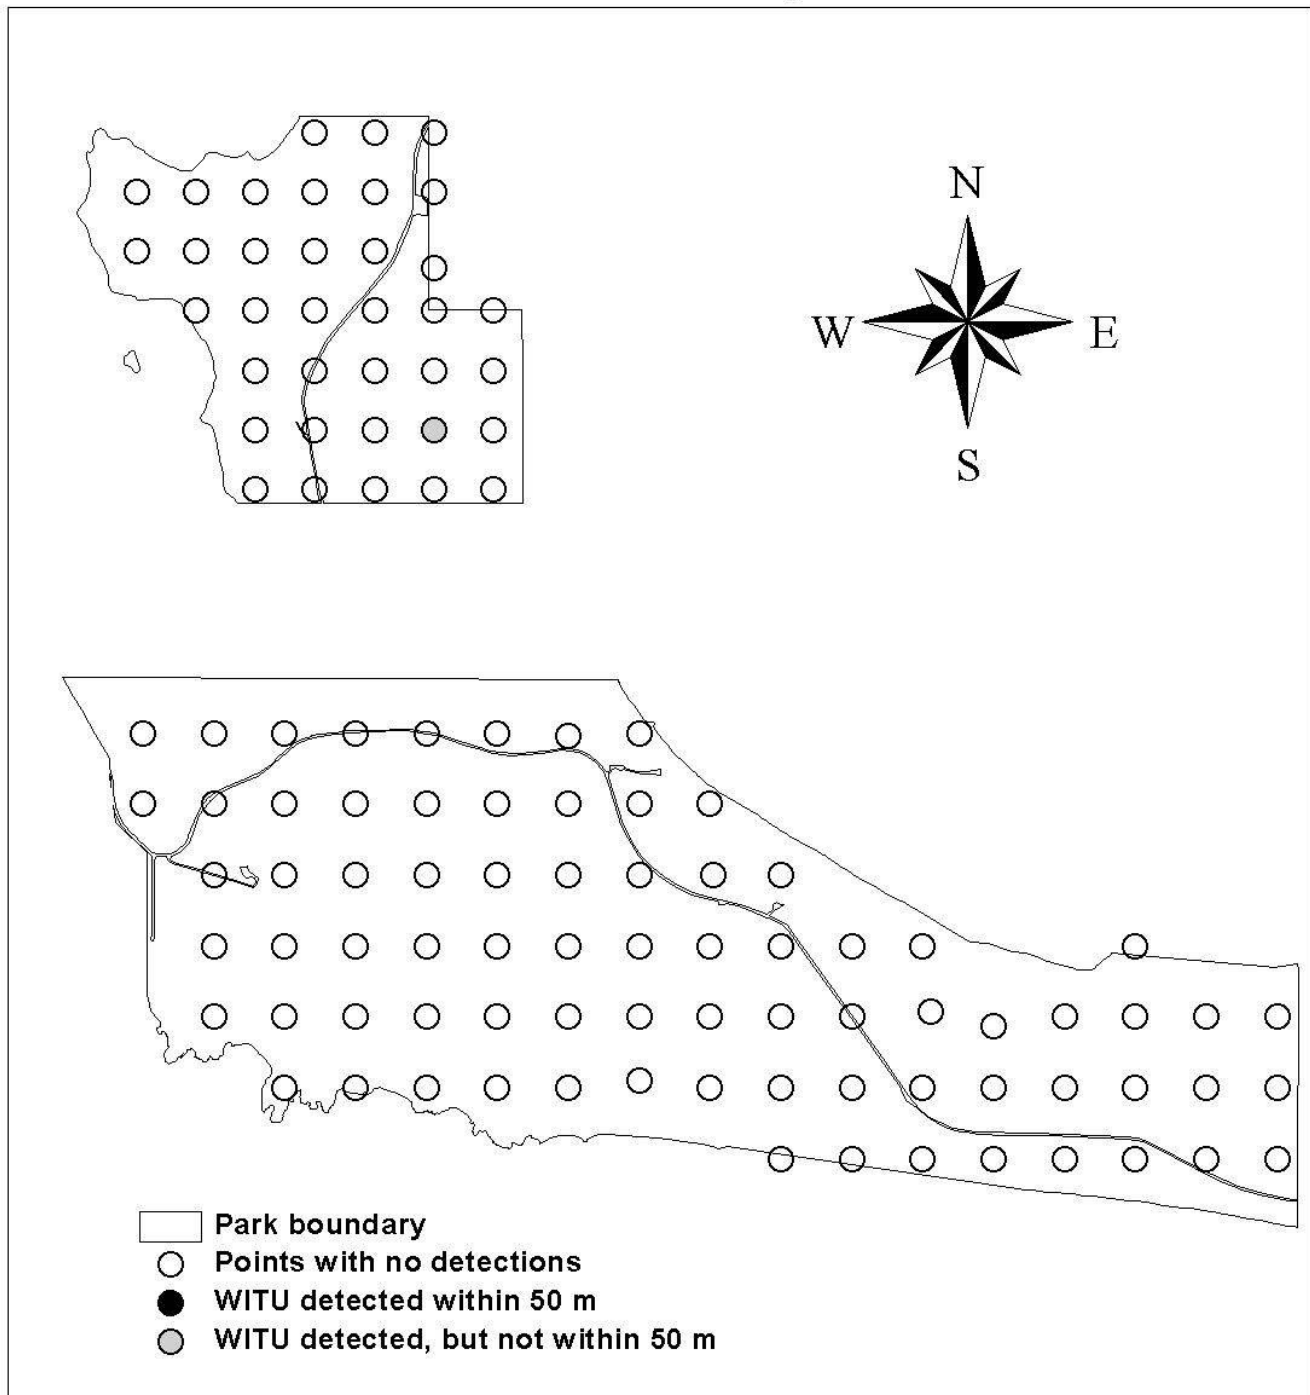 N
W
E
S
Park boundary
Points with no detections
WITU detected within 50 m
WITU detected, but not within 50 m